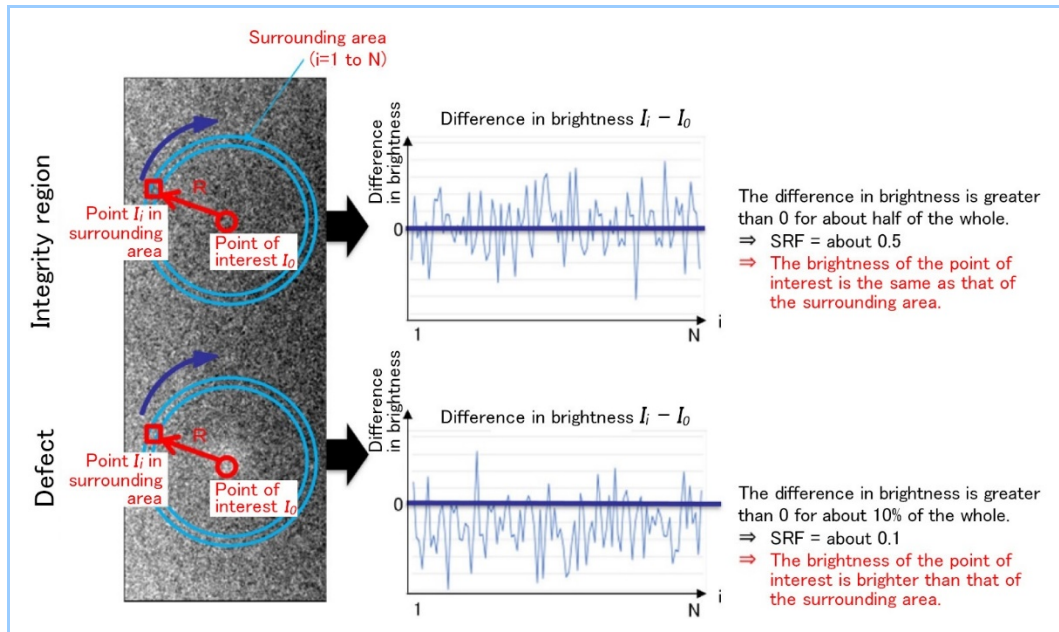 Surrounding area
(i=1 to N)
Integrity region
R
Point Ii in
surrounding
area
Point of
interest I0
Difference in brightness Ii − I0
Difference
in brightness
0
1
N
i
The difference in brightness is greater
than 0 for about half of the whole.
⇒ SRF = about 0.5
⇒ The brightness of the point of
interest is the same as that of
the surrounding area.
Defect
R
Point Ii in
surrounding
area
Point of
interest I0
Difference in brightness Ii − I0
Difference
in brightness
0
1
N
i
The difference in brightness is greater
than 0 for about 10% of the whole.
⇒ SRF = about 0.1
⇒ The brightness of the point of
interest is brighter than that of
the surrounding area.